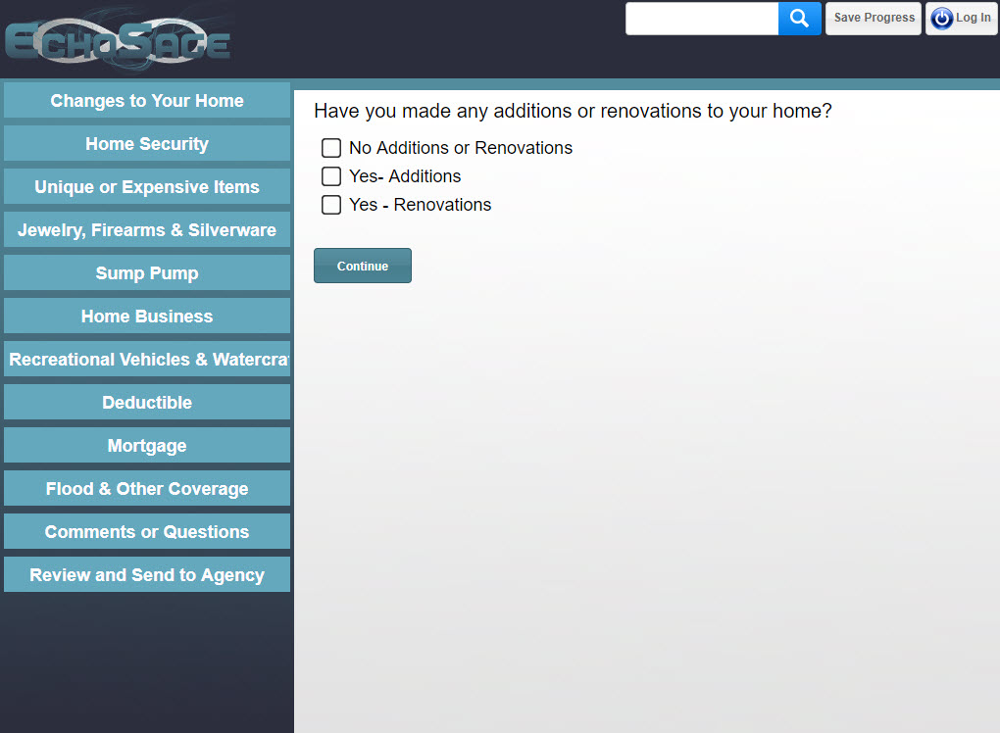 EchoSage
Save Progress
Log In
Changes to Your Home
Home Security
Unique or Expensive Items
Jewelry, Firearms & Silverware
Sump Pump
Home Business
Recreational Vehicles & Watercra
Deductible
Mortgage
Flood & Other Coverage
Comments or Questions
Review and Send to Agency
Have you made any additions or renovations to your home?
No Additions or Renovations
Yes- Additions
Yes - Renovations
Continue